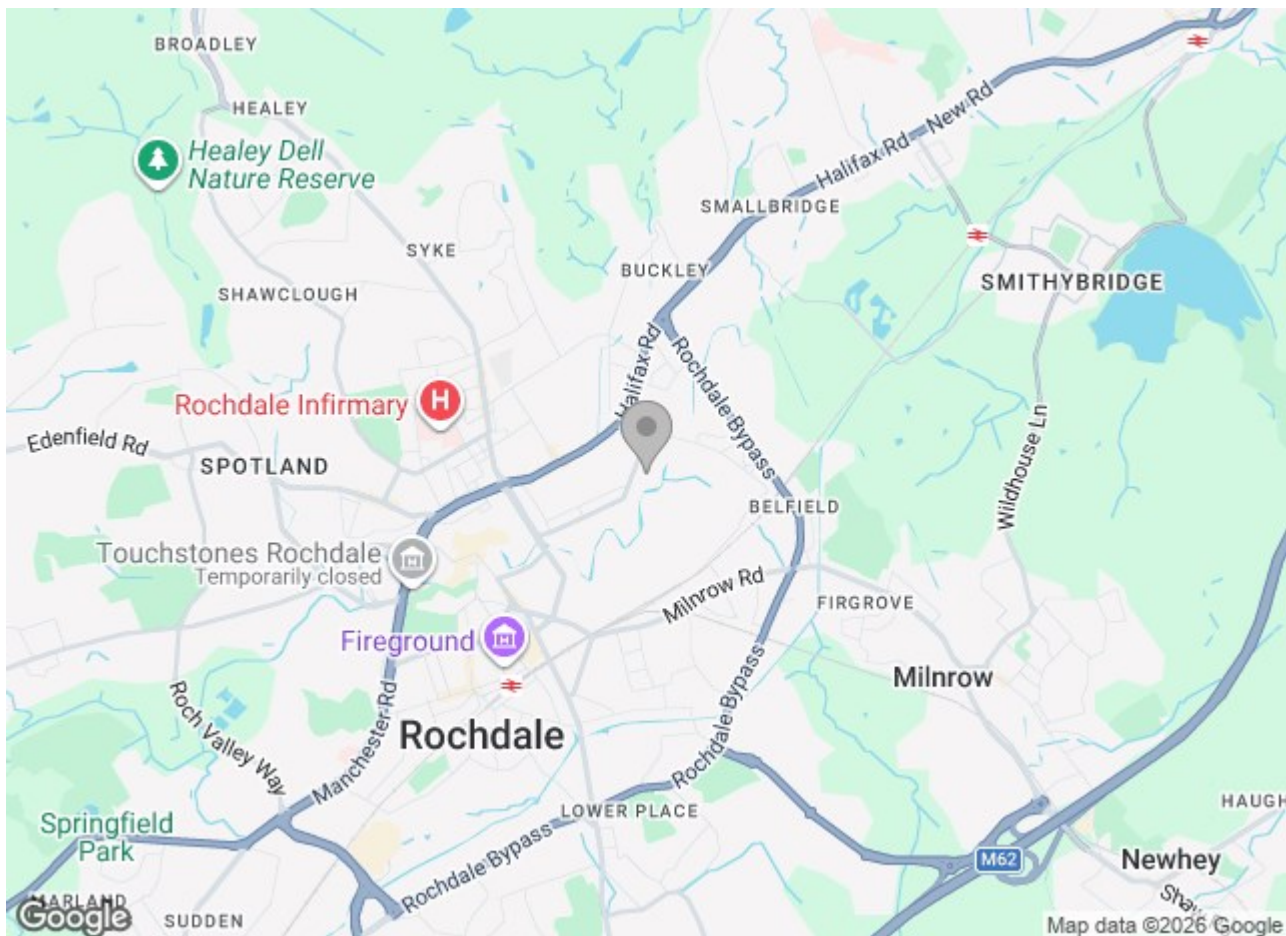 BROADLEY
HEALEY
Healey Dell
Nature Reserve
Halifax Rd
New Rd
SMALLBRIDGE
SYKE
BUCKLEY
SMITHYBRIDGE
SHAWCLOUGH
Halifax Rd
Rochdale Bypass
Rochdale Infirmary
H
Edenfield Rd
SPOTLAND
Wildhouse Ln
BELFIELD
Touchstones Rochdale
Temporarily closed
Milnrow Rd
FIRGROVE
Fireground
Milnrow
Roch Valley Way
Manchester Rd
Rochdale
Rochdale Bypass
LOWER PLACE
HAUGH
Springfield
Park
Rochdale Bypass
M62
Newhey
MARLAND
Google
SUDDEN
Map data ©2026 Google